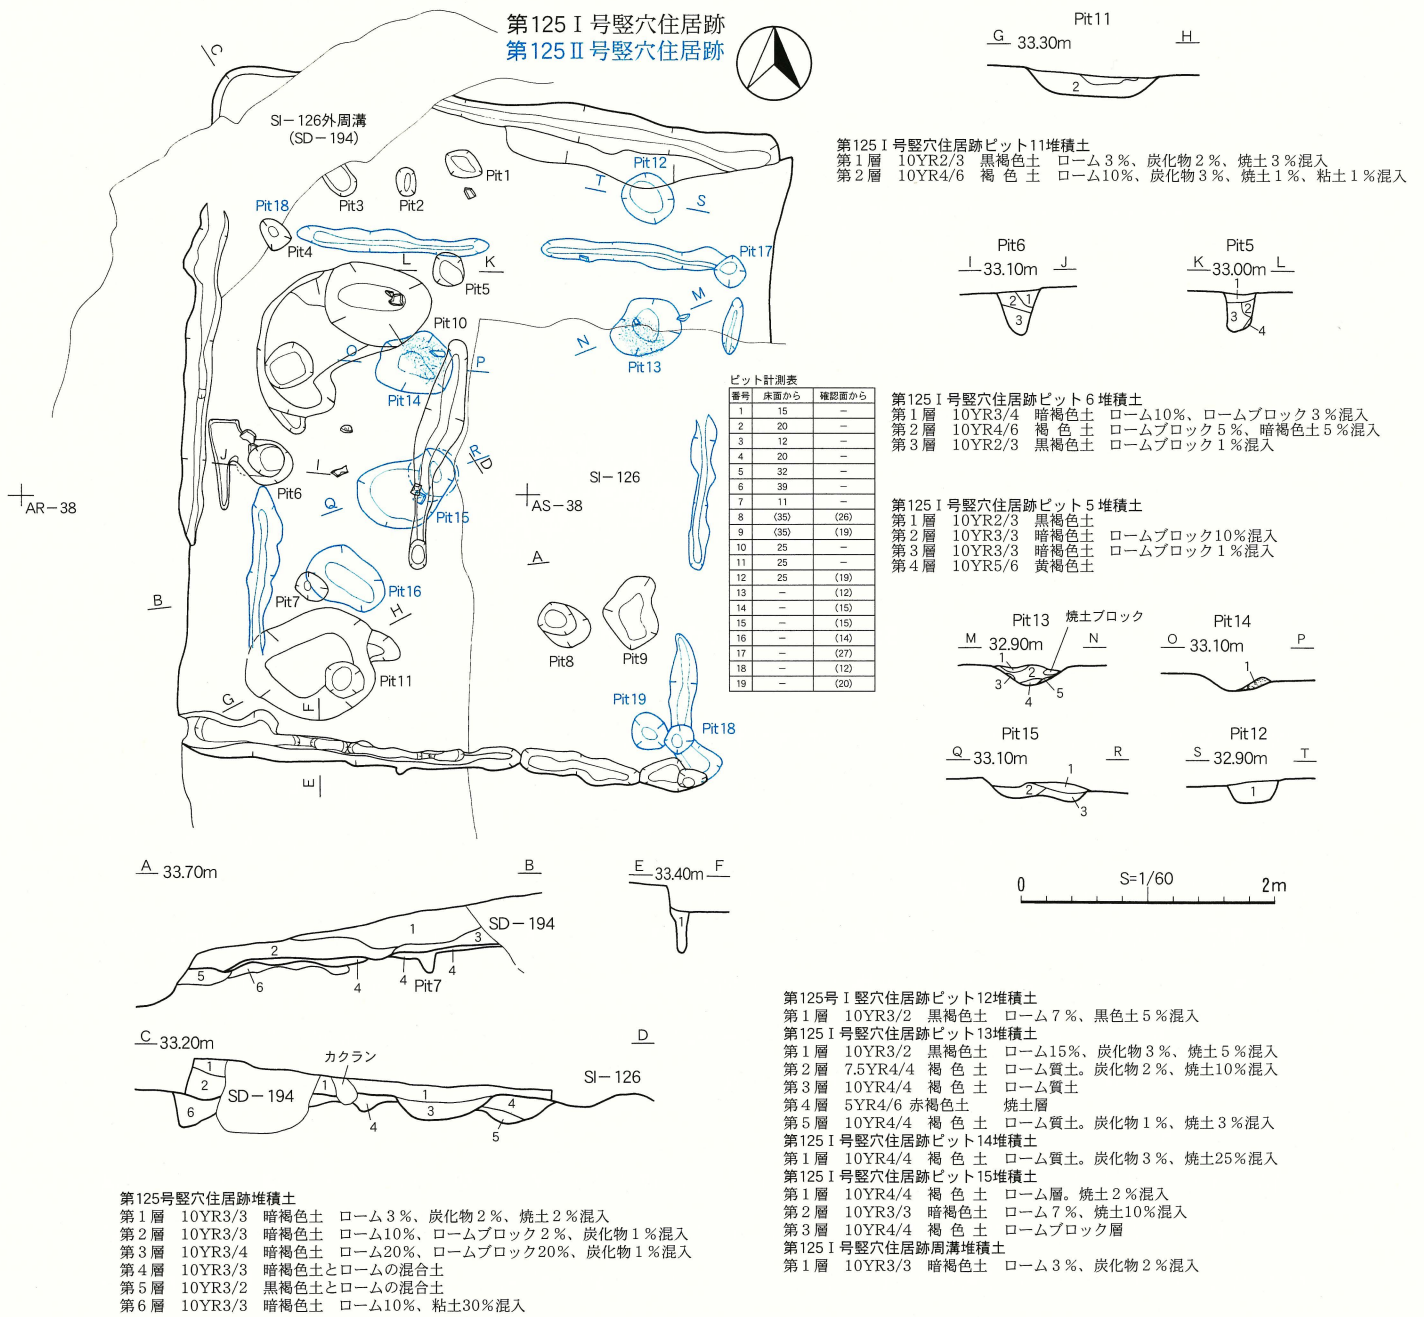 第125Ⅰ号竪穴住居跡
第125Ⅱ号竪穴住居跡
C
SI−126外周溝
(SD−194)
Pit1
Pit2
Pit3
Pit12
T
S
Pit18
Pit4
L
K
Pit5
Pit17
M
N
Pit13
Pit10
O
P
Pit14
J
I
Pit6
R
D
Q
Pit15
SI−126
AR−38
AS−38
A
B
Pit7
Pit16
H
Pit8
Pit9
Pit11
G
F
E
Pit19
Pit18
ピット計測表
番号 床面から 確認面から
1 15 −
2 20 −
3 12 −
4 20 −
5 32 −
6 39 −
7 11 −
8 (35) (26)
9 (35) (19)
10 25 −
11 25 −
12 25 (19)
13 − (12)
14 − (15)
15 − (15)
16 − (14)
17 − (27)
18 − (12)
19 − (20)
Pit11
G 33.30m H
2
第125Ⅰ号竪穴住居跡ピット11堆積土
第1層 10YR2/3 黒褐色土 ローム3%、炭化物2%、焼土3%混入
第2層 10YR4/6 褐色土 ローム10%、炭化物3%、焼土1%、粘土1%混入
Pit6
I 33.10m J
2 1
3
Pit5
K 33.00m L
1
3 2
4
第125Ⅰ号竪穴住居跡ピット6堆積土
第1層 10YR3/4 暗褐色土 ローム10%、ロームブロック3%混入
第2層 10YR4/6 褐色土 ロームブロック5%、暗褐色土5%混入
第3層 10YR2/3 黒褐色土 ロームブロック1%混入
第125Ⅰ号竪穴住居跡ピット5堆積土
第1層 10YR2/3 黒褐色土
第2層 10YR3/3 暗褐色土 ロームブロック10%混入
第3層 10YR3/3 暗褐色土 ロームブロック1%混入
第4層 10YR5/6 黄褐色土
Pit13
焼土ブロック
M 32.90m N
1 2
3 4 5
Pit14
O 33.10m P
1
Pit15
Q 33.10m R
1
2
3
Pit12
S 32.90m T
1
0 S=1/60 2m
A 33.70m B
SD−194
1
2
3
4
4
4
5
6
Pit7
E 33.40m F
1
C 33.20m D
カクラン
SI−126
SD−194
1
2
6
1
1
3
4
4
5
第125号竪穴住居跡堆積土
第1層 10YR3/3 暗褐色土 ローム3%、炭化物2%、焼土2%混入
第2層 10YR3/3 暗褐色土 ローム10%、ロームブロック2%、炭化物1%混入
第3層 10YR3/4 暗褐色土 ローム20%、ロームブロック20%、炭化物1%混入
第4層 10YR3/3 暗褐色土とロームの混合土
第5層 10YR3/2 黒褐色土とロームの混合土
第6層 10YR3/3 暗褐色土 ローム10%、粘土30%混入
第125号Ⅰ竪穴住居跡ピット12堆積土
第1層 10YR3/2 黒褐色土 ローム7%、黒色土5%混入
第125Ⅰ号竪穴住居跡ピット13堆積土
第1層 10YR3/2 黒褐色土 ローム15%、炭化物3%、焼土5%混入
第2層 7.5YR4/4 褐色土 ローム質土。炭化物2%、焼土10%混入
第3層 10YR4/4 褐色土 ローム質土
第4層 5YR4/6 赤褐色土 焼土層
第5層 10YR4/4 褐色土 ローム質土。炭化物1%、焼土3%混入
第125Ⅰ号竪穴住居跡ピット14堆積土
第1層 10YR4/4 褐色土 ローム質土。炭化物3%、焼土25%混入
第125Ⅰ号竪穴住居跡ピット15堆積土
第1層 10YR4/4 褐色土 ローム層。焼土2%混入
第2層 10YR3/3 暗褐色土 ローム7%、焼土10%混入
第3層 10YR4/4 褐色土 ロームブロック層
第125Ⅰ号竪穴住居跡周溝堆積土
第1層 10YR3/3 暗褐色土 ローム3%、炭化物2%混入